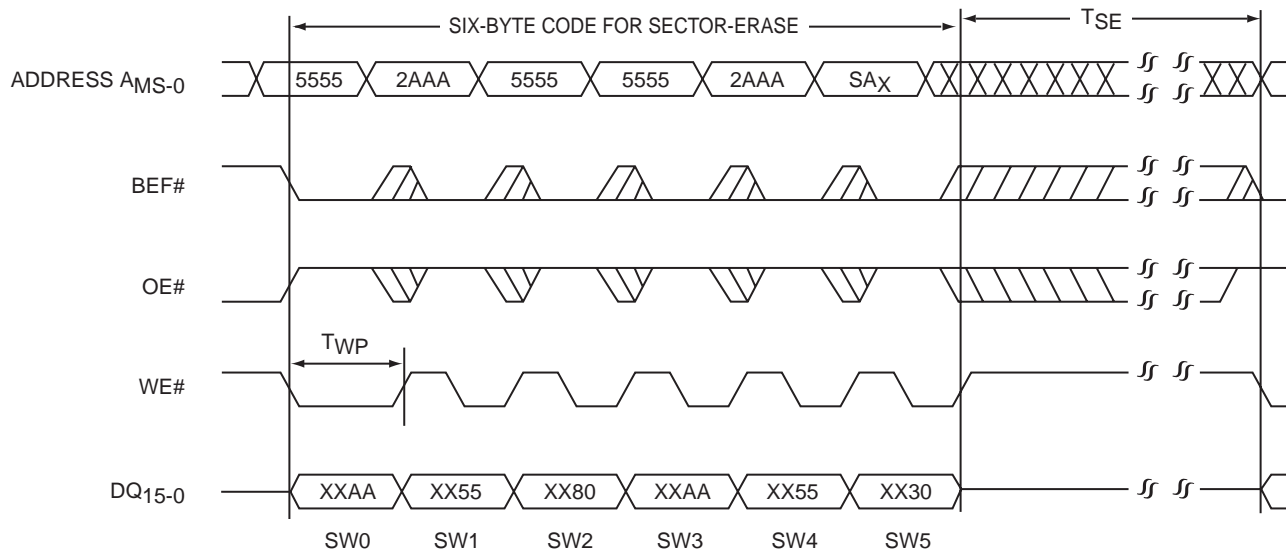 SIX-BYTE CODE FOR SECTOR-ERASE TSE
ADDRESS AMS-0 5555 2AAA 5555 5555 2AAA SAX
BEF#
OE#
TWP
WE#
DQ15-0 XXAA XX55 XX80 XXAA XX55 XX30
SW0 SW1 SW2 SW3 SW4 SW5